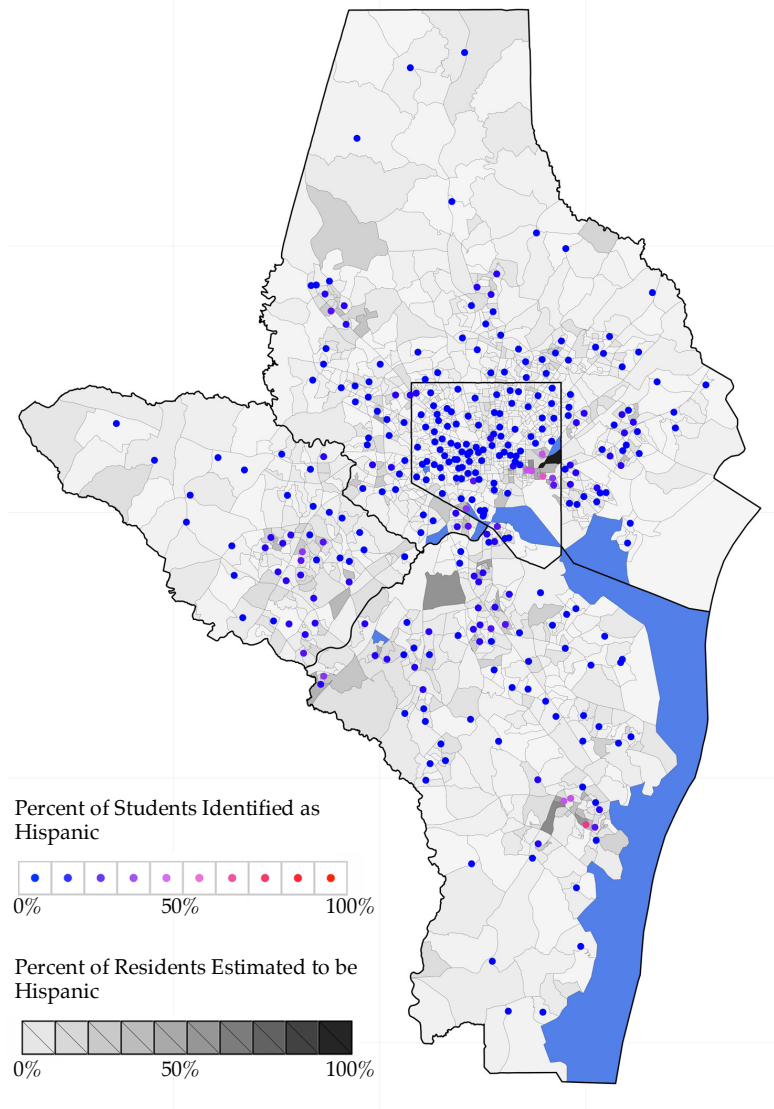 Percent of Students Identified as
Hispanic
0% 50% 100%
Percent of Residents Estimated to be
Hispanic
0% 50% 100%